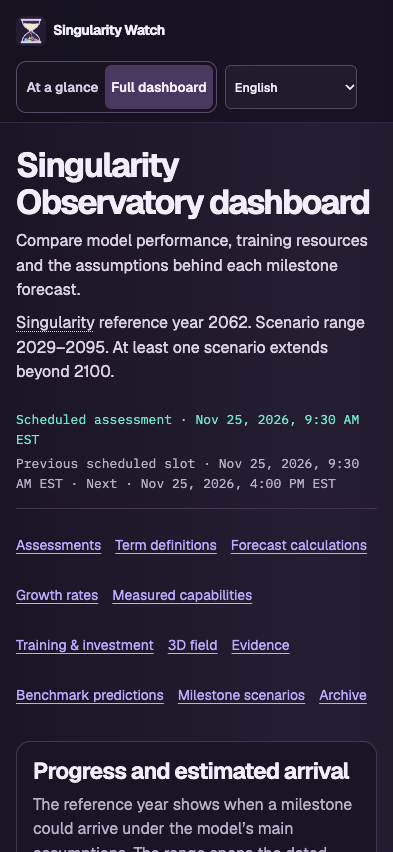 Singularity Watch
At a glance
Full dashboard
English
Singularity
Observatory dashboard
Compare model performance, training resources
and the assumptions behind each milestone
forecast.
Singularity reference year 2062. Scenario range
2029–2095. At least one scenario extends
beyond 2100.
Scheduled assessment · Nov 25, 2026, 9:30 AM
EST
Previous scheduled slot · Nov 25, 2026, 9:30
AM EST · Next · Nov 25, 2026, 4:00 PM EST
Assessments Term definitions Forecast calculations
Growth rates Measured capabilities
Training & investment 3D field Evidence
Benchmark predictions Milestone scenarios Archive
Progress and estimated arrival
The reference year shows when a milestone
could arrive under the model's main
assumptions. The range opens the dated